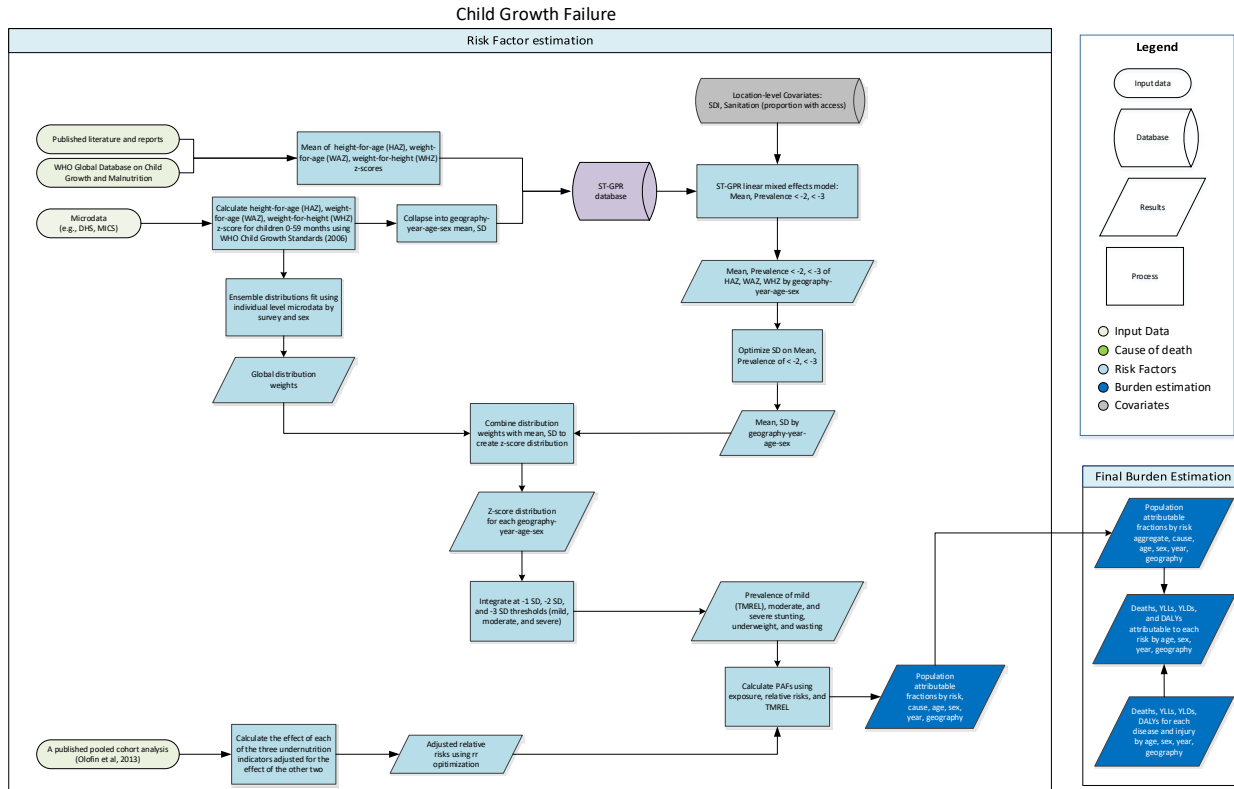 Child Growth Failure
Risk Factor estimation
Location-level Covariates:
SDI, Sanitation (proportion with access)
Published literature and reports
WHO Global Database on Child
Growth and Malnutrition
Mean of height-for-age (HAZ), weight-
for-age (WAZ), weight-for-height (WHZ)
z-scores
ST-GPR
database
ST-GPR linear mixed effects model:
Mean, Prevalence < -2, < -3
Microdata
(e.g., DHS, MICS)
Calculate height-for-age (HAZ),
weight-for-age (WAZ), weight-for-height (WHZ)
z-score for children 0-59 months using
WHO Child Growth Standards (2006)
Collapse into geography-
year-age-sex mean, SD
Ensemble distributions fit using
individual level microdata by
survey and sex
Mean, Prevalence < -2, < -3 of
HAZ, WAZ, WHZ by geography-
year-age-sex
Optimize SD on Mean,
Prevalence of < -2, < -3
Global distribution
weights
Combine distribution
weights with mean, SD to
create z-score distribution
Mean, SD by
geography-year-
age-sex
Z-score distribution
for each geography-
year-age-sex
Integrate at -1 SD, -2 SD,
and -3 SD thresholds (mild,
moderate, and severe)
Prevalence of mild
(TMREL), moderate, and
severe stunting,
underweight, and wasting
Calculate PAFs using
exposure, relative risks, and
TMREL
Population
attributable
fractions by risk,
cause, age, sex,
year, geography
A published pooled cohort analysis
(Olofin et al, 2013)
Calculate the effect of each
of the three undernutrition
indicators adjusted for the
effect of the other two
Adjusted relative
risks using rr
opitimization
Legend
Input data
Database
Results
Process
Input Data
Cause of death
Risk Factors
Burden estimation
Covariates
Final Burden Estimation
Population
attributable
fractions by risk
aggregate, cause,
age, sex, year,
geography
Deaths, YLLs, YLDs,
and DALYs
attributable to each
risk by age, sex,
year, geography
Deaths, YLLs, YLDs,
DALYs for each
disease and injury
by age, sex, year,
geography